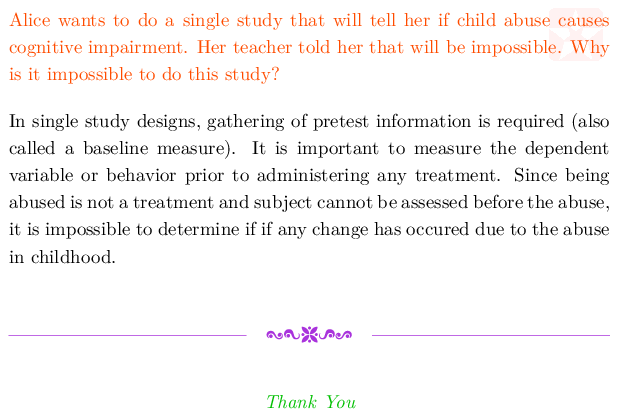 Alice wants to do a single study that will tell her if child abuse causes
cognitive impairment. Her teacher told her that will be impossible. Why
is it impossible to do this study?
In single study designs, gathering of pretest information is required (also
called a baseline measure). It is important to measure the dependent
variable or behavior prior to administering any treatment. Since being
abused is not a treatment and subject cannot be assessed before the abuse,
it is impossible to determine if if any change has occured due to the abuse
in childhood.
Thank You